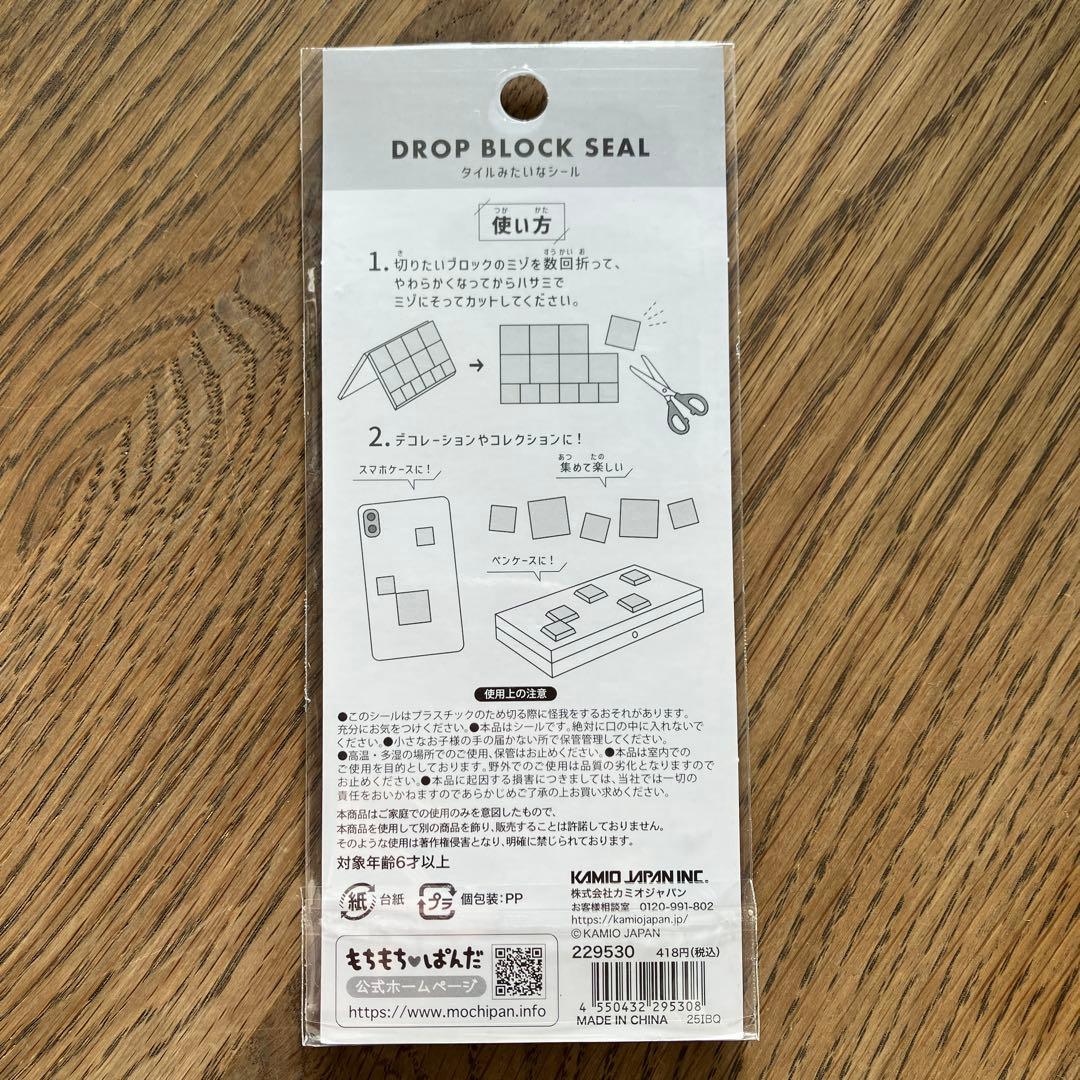 DROP BLOCK SEAL
タイルみたいなシール
つか かた
使い方
き すうかい お
1. 切りたいブロックのミゾを数回折って、
やわらかくなってからハサミで
ミゾにそってカットしてください。
2. デコレーションやコレクションに!
スマホケースに!
あつ たの
集めて楽しい
ペンケースに!
使用上の注意
●このシールはプラスチックのため切る際に怪我をするおそれがあります。
充分にお気をつけください。●本品はシールです。絶対に口の中に入れないで
ください。●小さなお子様の手の届かない所で保管管理してください。
●高温・多湿の場所でのご使用、保管はお止めください。●本品は室内での
ご使用を目的としております。野外でのご使用は品質の劣化となりますので
お止めください。●本品に起因する損害につきましては、当社では一切の
責任をおいかねますのであらかじめご了承の上お買い求めください。
本商品はご家庭での使用のみを意図したもので、
本商品を使用して別の商品を飾り、販売することは許諾しておりません。
そのような使用は著作権侵害となり、明確に禁じられております。
対象年齢6才以上
紙 台紙 プラ 個包装:PP
KAMIO JAPAN INC.
株式会社カミオジャパン
お客様相談室 0120-991-802
https://kamiojapan.jp/
©KAMIO JAPAN
もちもち♥ぱんだ
公式ホームページ
https://www.mochipan.info
229530 418円(税込)
4 550432 295308
MADE IN CHINA 25IBQ